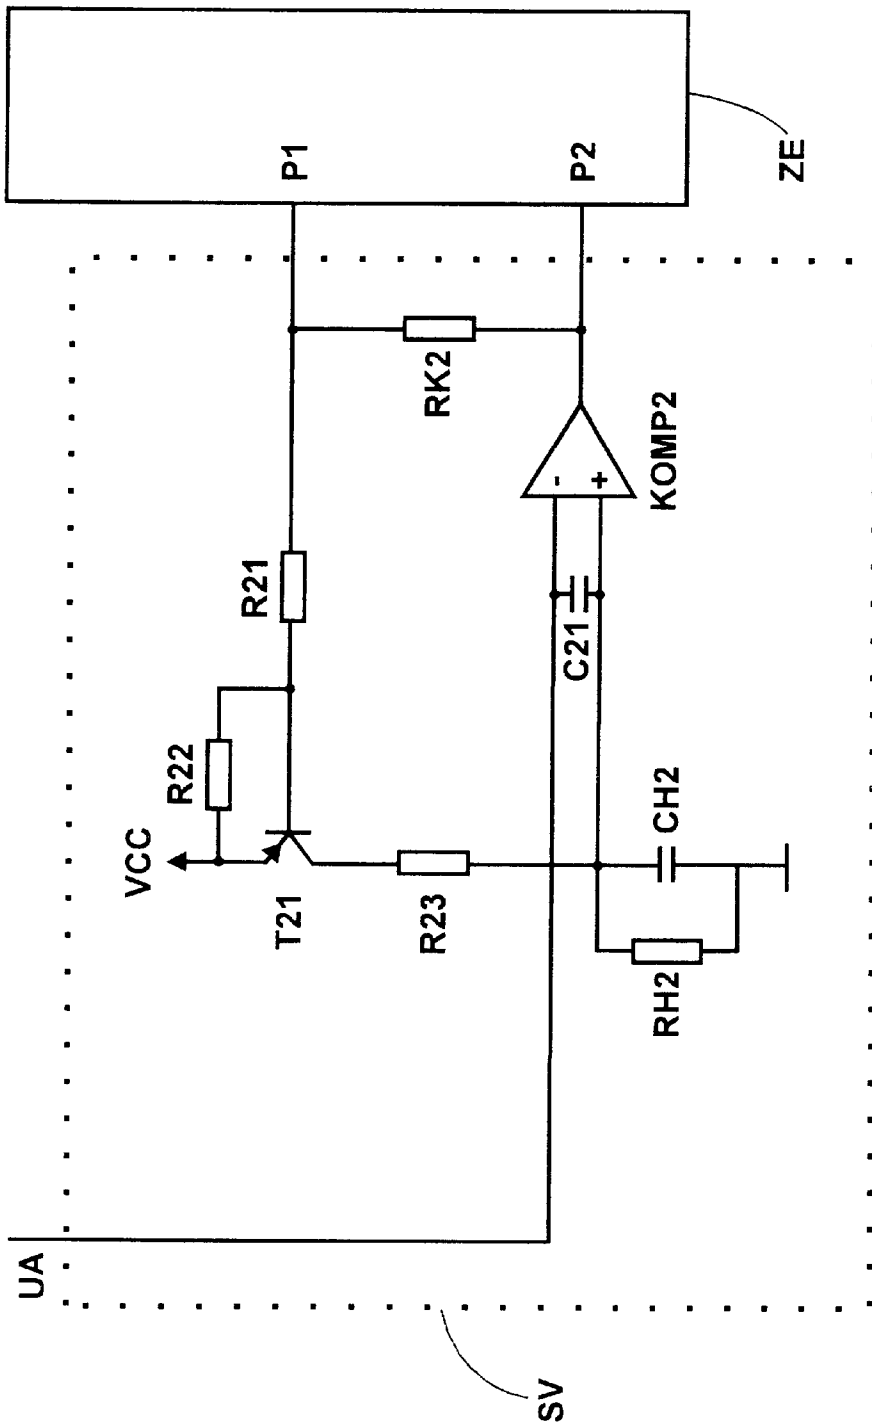 UA
VCC
R22
R21
P1
T21
R23
RK2
P2
C21
-
+
KOMP2
CH2
RH2
ZE
SV